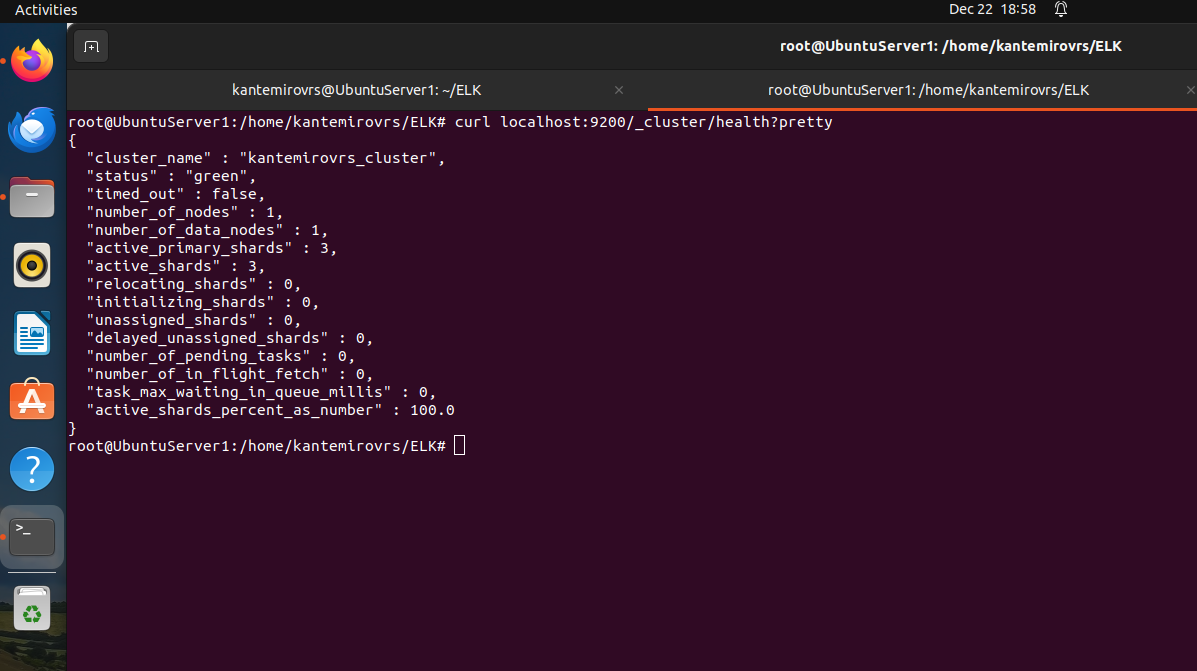 Activities
Dec 22 18:58
root@UbuntuServer1: /home/kantemirovrs/ELK
kantemirovrs@UbuntuServer1: ~/ELK
root@UbuntuServer1: /home/kantemirovrs/ELK
root@UbuntuServer1:/home/kantemirovrs/ELK# curl localhost:9200/_cluster/health?pretty
{
  "cluster_name" : "kantemirovrs_cluster",
  "status" : "green",
  "timed_out" : false,
  "number_of_nodes" : 1,
  "number_of_data_nodes" : 1,
  "active_primary_shards" : 3,
  "active_shards" : 3,
  "relocating_shards" : 0,
  "initializing_shards" : 0,
  "unassigned_shards" : 0,
  "delayed_unassigned_shards" : 0,
  "number_of_pending_tasks" : 0,
  "number_of_in_flight_fetch" : 0,
  "task_max_waiting_in_queue_millis" : 0,
  "active_shards_percent_as_number" : 100.0
}
root@UbuntuServer1:/home/kantemirovrs/ELK#